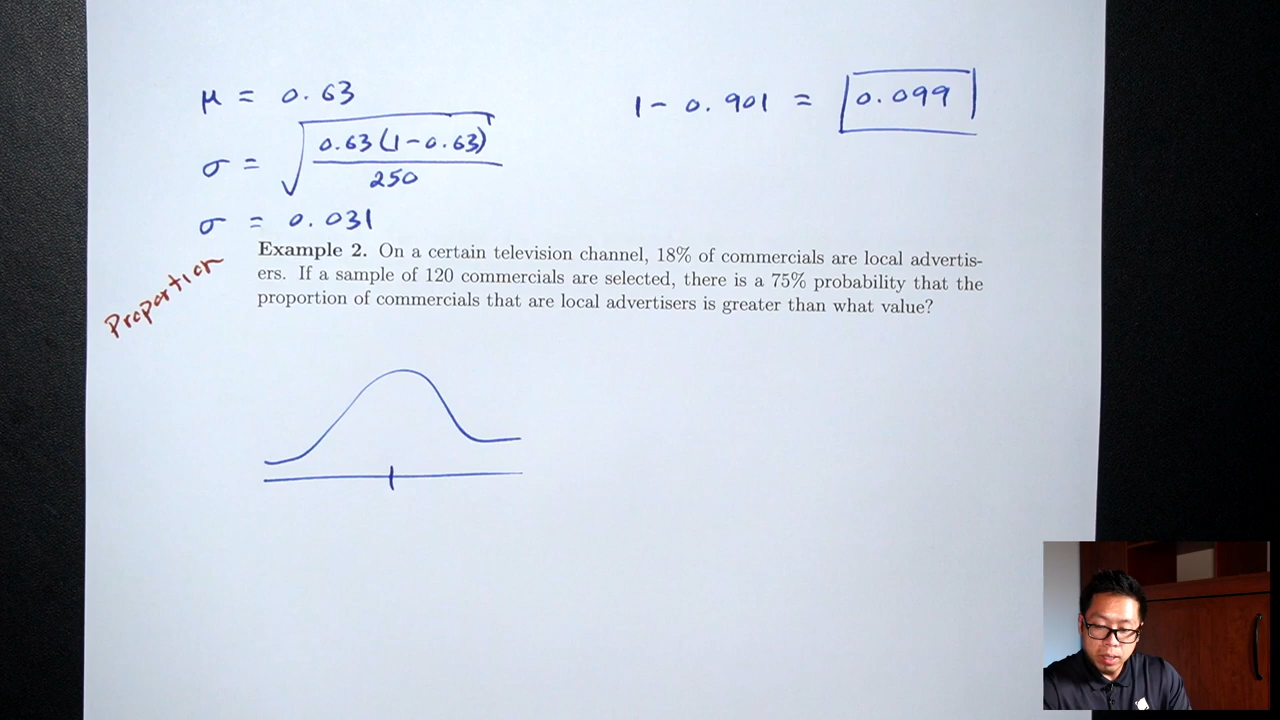 μ = 0.63
σ = √(0.63(1-0.63)/250)
σ = 0.031
1 - 0.901 = 0.099
Proportion
Example 2. On a certain television channel, 18% of commercials are local advertis-
ers. If a sample of 120 commercials are selected, there is a 75% probability that the
proportion of commercials that are local advertisers is greater than what value?